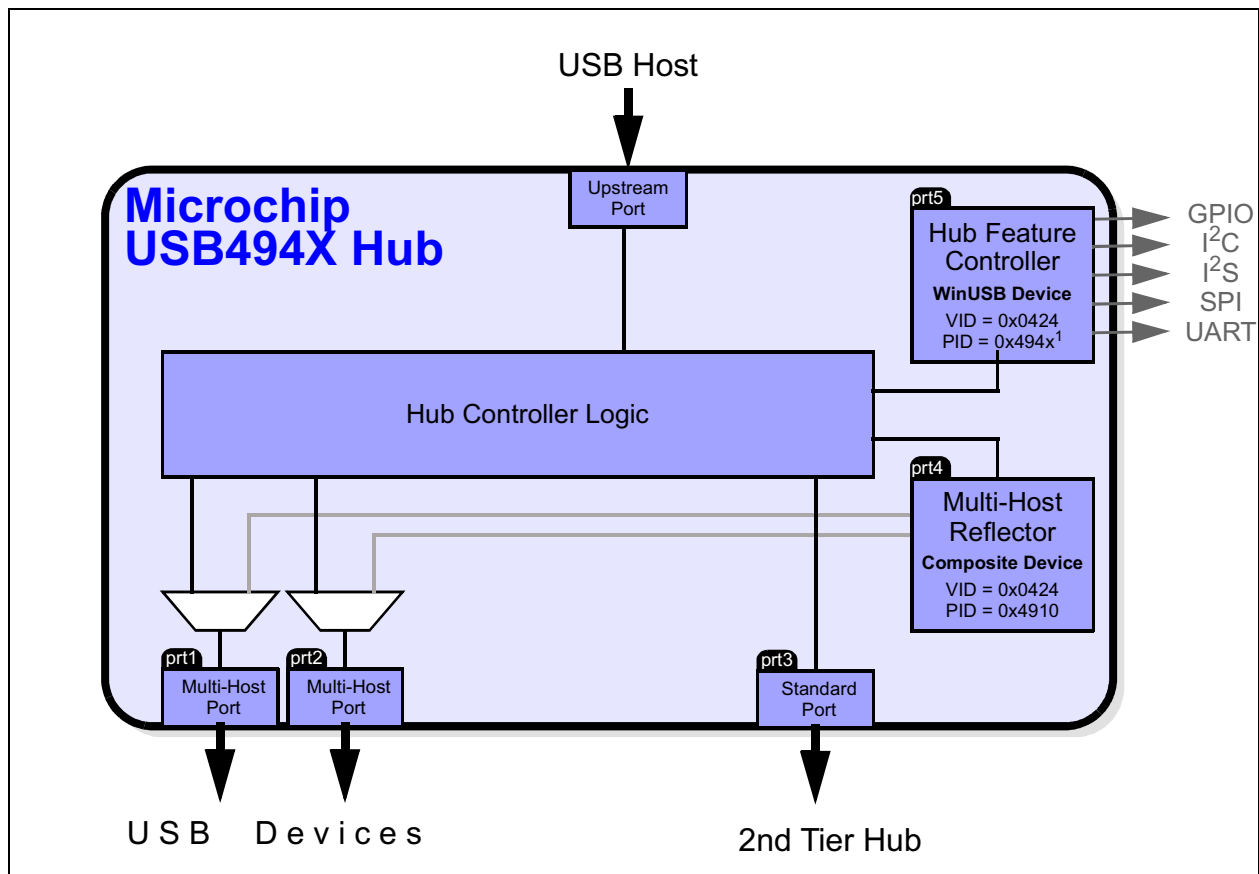 USB Host
Microchip
USB494X Hub
Upstream
Port
prt5
Hub Feature
Controller
WinUSB Device
VID = 0x0424
PID = 0x494x¹
GPIO
I²C
I²S
SPI
UART
Hub Controller Logic
prt4
Multi-Host
Reflector
Composite Device
VID = 0x0424
PID = 0x4910
prt1
Multi-Host
Port
prt2
Multi-Host
Port
prt3
Standard
Port
U S B D e v i c e s
2nd Tier Hub